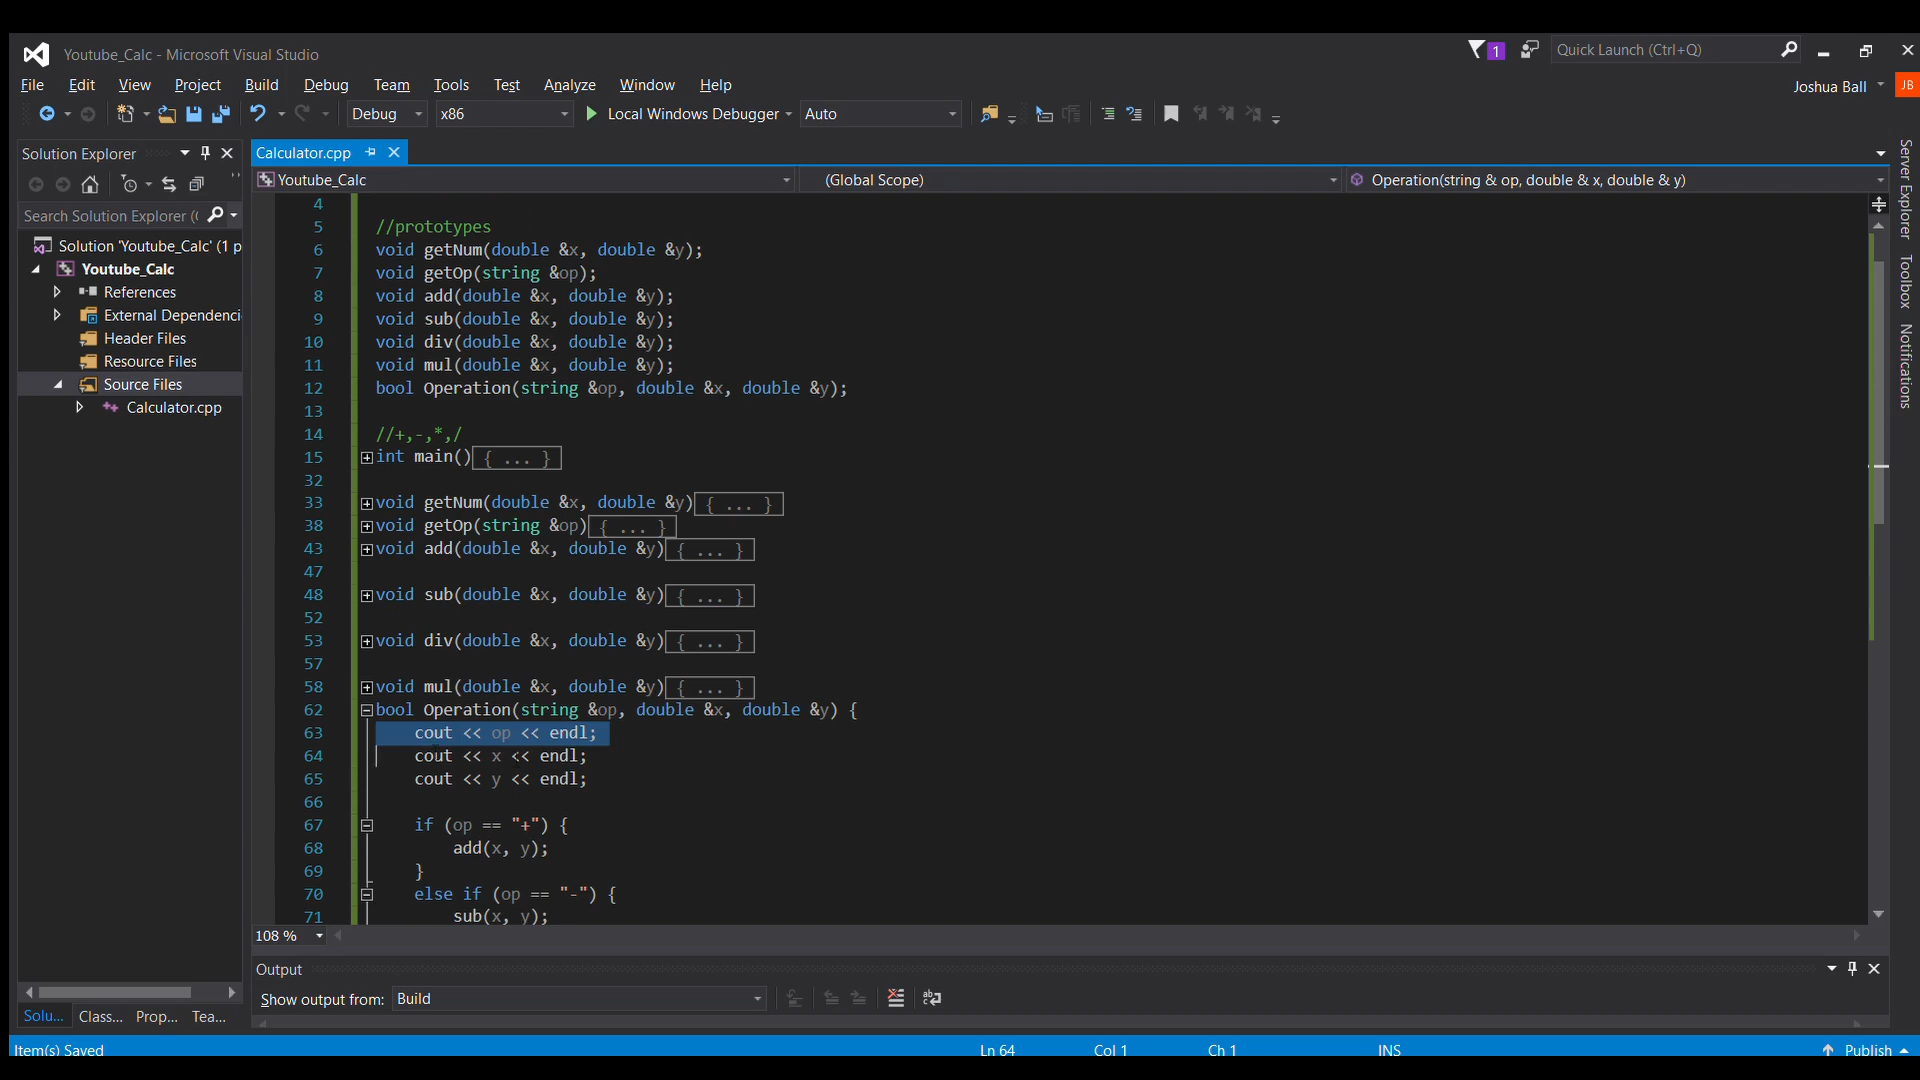 Youtube_Calc - Microsoft Visual Studio
1
Quick Launch (Ctrl+Q)
File Edit View Project Build Debug Team Tools Test Analyze Window Help
Joshua Ball
JB
Debug
x86
Local Windows Debugger
Auto
Solution Explorer
Calculator.cpp
Youtube_Calc
(Global Scope)
Operation(string & op, double & x, double & y)
Search Solution Explorer (
Solution 'Youtube_Calc' (1 p
Youtube_Calc
References
External Dependenci
Header Files
Resource Files
Source Files
Calculator.cpp
4
5 //prototypes
6 void getNum(double &x, double &y);
7 void getOp(string &op);
8 void add(double &x, double &y);
9 void sub(double &x, double &y);
10 void div(double &x, double &y);
11 void mul(double &x, double &y);
12 bool Operation(string &op, double &x, double &y);
13
14 //+,-,*,/
15 int main(){ ... }
32
33 void getNum(double &x, double &y){ ... }
38 void getOp(string &op){ ... }
43 void add(double &x, double &y){ ... }
47
48 void sub(double &x, double &y){ ... }
52
53 void div(double &x, double &y){ ... }
57
58 void mul(double &x, double &y){ ... }
62 bool Operation(string &op, double &x, double &y) {
63 cout << op << endl;
64 cout << x << endl;
65 cout << y << endl;
66
67 if (op == "+") {
68 add(x, y);
69 }
70 else if (op == "-") {
71 sub(x, y);
108 %
Output
Show output from: Build
Solu... Class... Prop... Tea...
Server Explorer
Toolbox
Notifications
Item(s) Saved
Ln 64
Col 1
Ch 1
INS
Publish